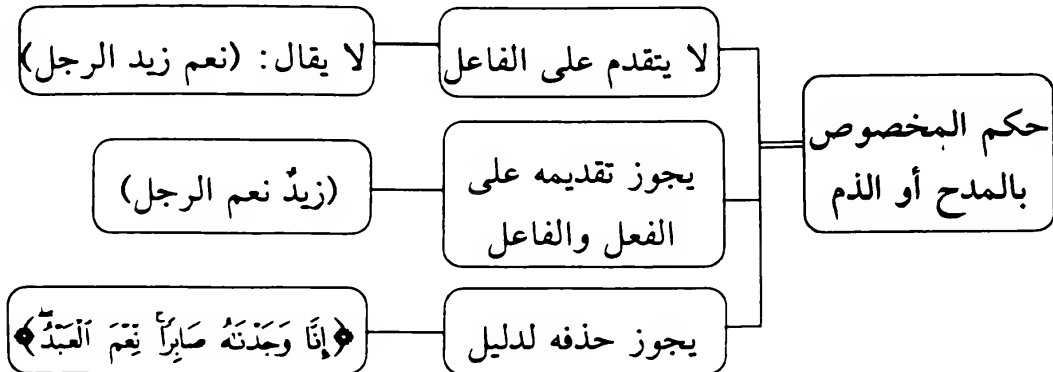 حكم المخصوص
بالمدح أو الذم
لا يتقدم على الفاعل
لا يقال: (نعم زيد الرجل)
يجوز تقديمه على
الفعل والفاعل
(زيدٌ نعم الرجل)
يجوز حذفه لدليل
﴿إِنَّا وَجَدْنَٰهُ صَابِرًاۚ نِّعْمَ ٱلْعَبْدُۖ﴾